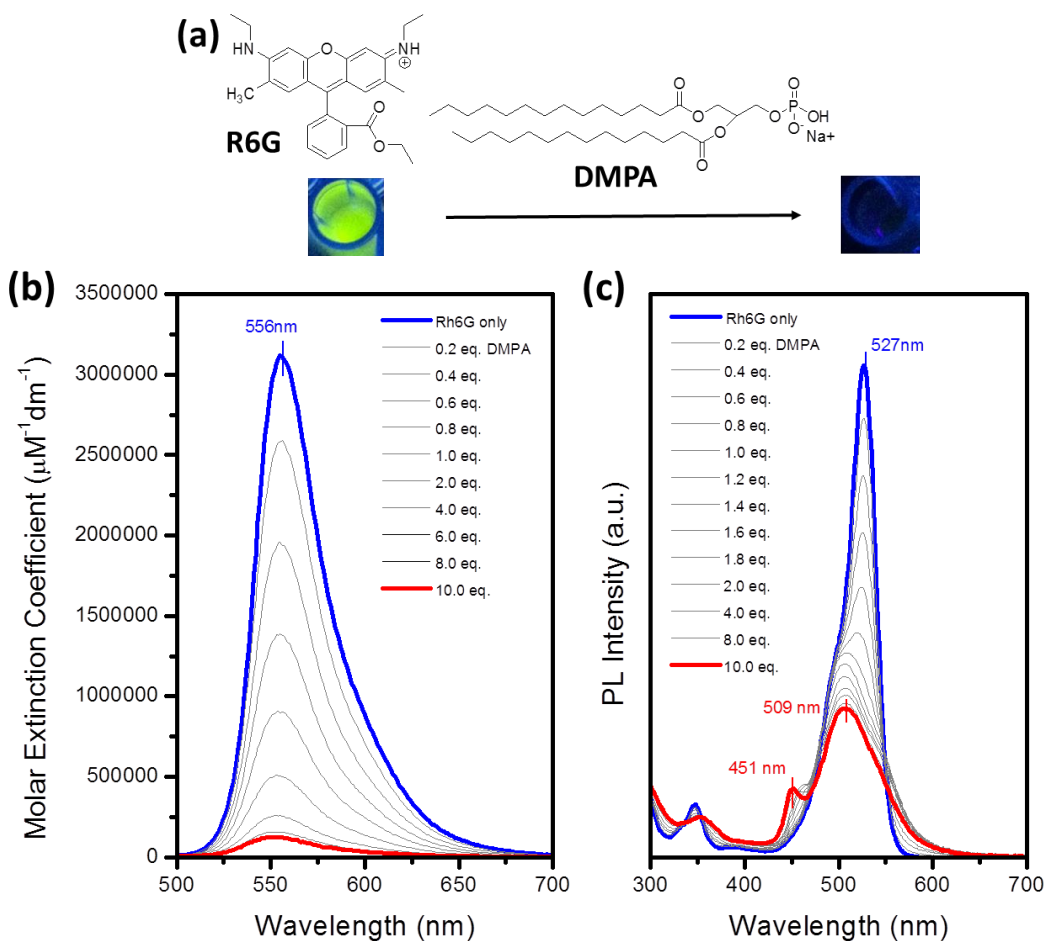 (a)
HN
O
NH
+
H3C
O
O
R6G
O
O
O
O
O
P
OH
O-
Na+
DMPA
(b)
3500000
3000000
2500000
2000000
1500000
1000000
500000
0
Molar Extinction Coefficient (μM-1dm-1)
556nm
Rh6G only
0.2 eq. DMPA
0.4 eq.
0.6 eq.
0.8 eq.
1.0 eq.
2.0 eq.
4.0 eq.
6.0 eq.
8.0 eq.
10.0 eq.
500 550 600 650 700
Wavelength (nm)
(c)
PL Intensity (a.u.)
Rh6G only
0.2 eq. DMPA
0.4 eq.
0.6 eq.
0.8 eq.
1.0 eq.
1.2 eq.
1.4 eq.
1.6 eq.
1.8 eq.
2.0 eq.
4.0 eq.
8.0 eq.
10.0 eq.
527nm
509 nm
451 nm
300 400 500 600 700
Wavelength (nm)